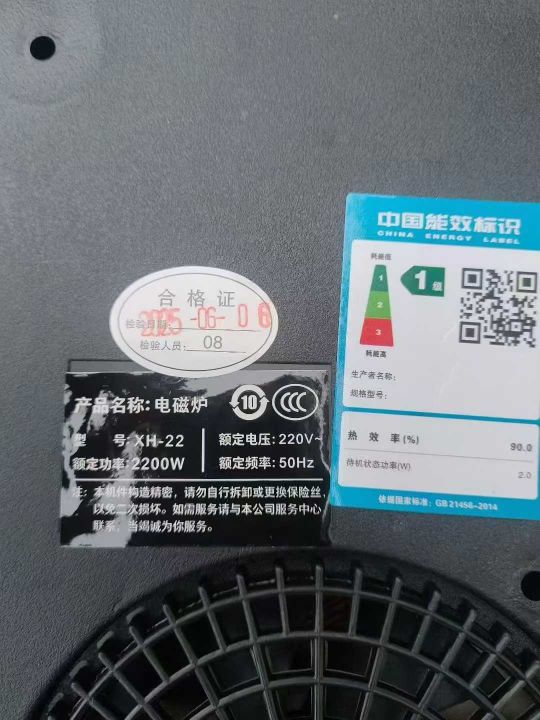 中国能效标识
CHINA ENERGY LABEL
耗能低
1
2
3
耗能高
1级
生产者名称:
规格型号:
热效率(%) 90.0
待机状态功率(W) 2.0
依据国家标准: GB 21456-2014
合格证
检验日期: 2025-06-06
检验人员: 08
产品名称: 电磁炉
10
CCC
型 号: XH-22
额定电压: 220V~
额定功率: 2200W
额定频率: 50Hz
注: 本机件构造精密, 请勿自行拆卸或更换保险丝,
以免二次损坏。如需服务请与本公司服务中心
联系, 当竭诚为你服务。